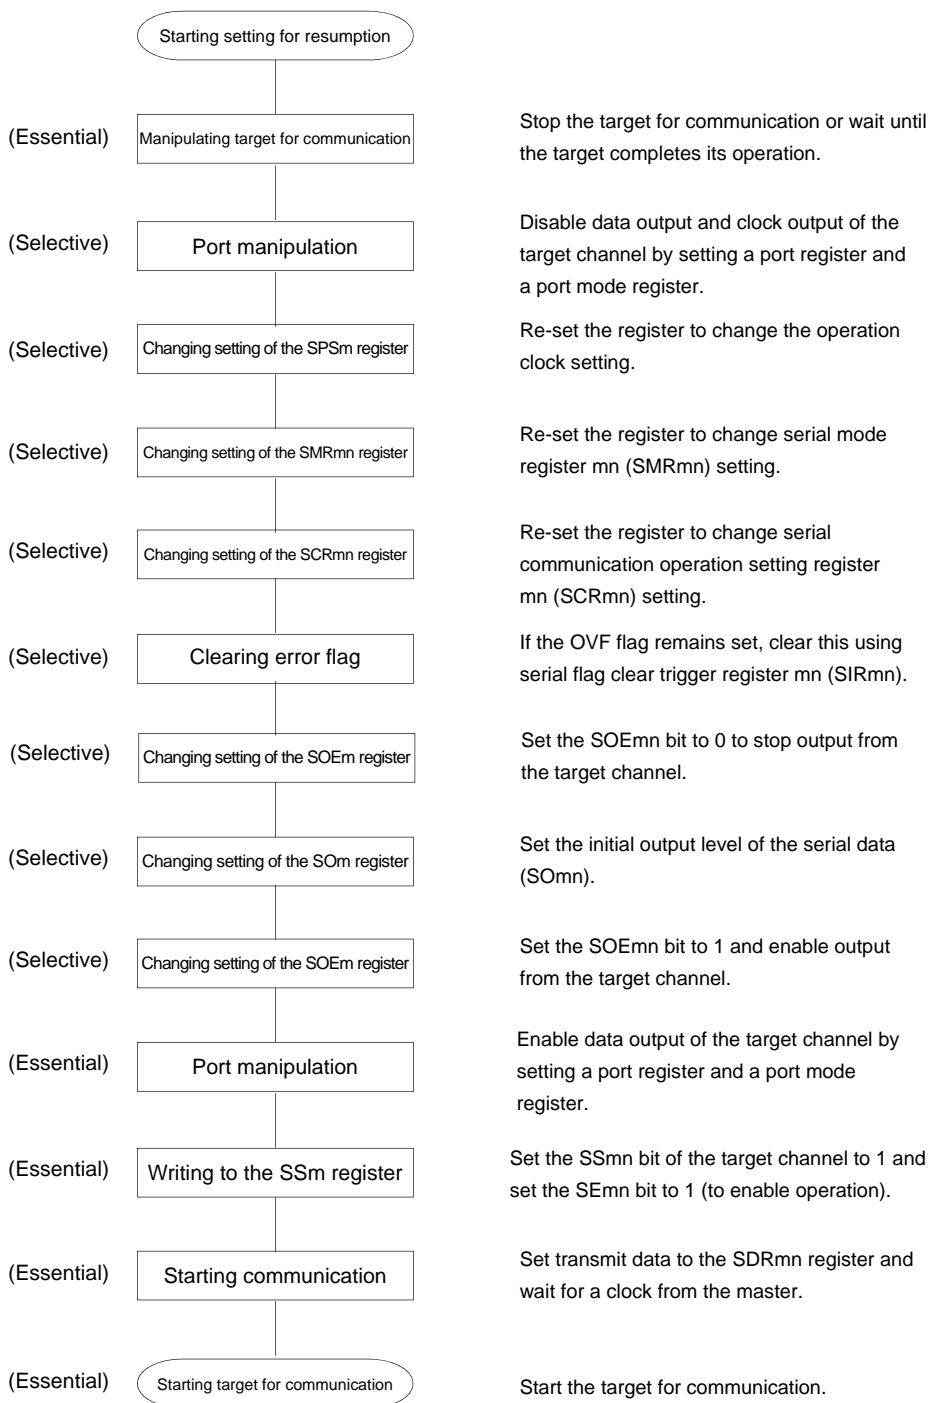 Starting setting for resumption
(Essential)
Manipulating target for communication
Stop the target for communication or wait until
the target completes its operation.
(Selective)
Port manipulation
Disable data output and clock output of the
target channel by setting a port register and
a port mode register.
(Selective)
Changing setting of the SPSm register
Re-set the register to change the operation
clock setting.
(Selective)
Changing setting of the SMRmn register
Re-set the register to change serial mode
register mn (SMRmn) setting.
(Selective)
Changing setting of the SCRmn register
Re-set the register to change serial
communication operation setting register
mn (SCRmn) setting.
(Selective)
Clearing error flag
If the OVF flag remains set, clear this using
serial flag clear trigger register mn (SIRmn).
(Selective)
Changing setting of the SOEm register
Set the SOEmn bit to 0 to stop output from
the target channel.
(Selective)
Changing setting of the SOm register
Set the initial output level of the serial data
(SOmn).
(Selective)
Changing setting of the SOEm register
Set the SOEmn bit to 1 and enable output
from the target channel.
(Essential)
Port manipulation
Enable data output of the target channel by
setting a port register and a port mode
register.
(Essential)
Writing to the SSm register
Set the SSmn bit of the target channel to 1 and
set the SEmn bit to 1 (to enable operation).
(Essential)
Starting communication
Set transmit data to the SDRmn register and
wait for a clock from the master.
(Essential)
Starting target for communication
Start the target for communication.